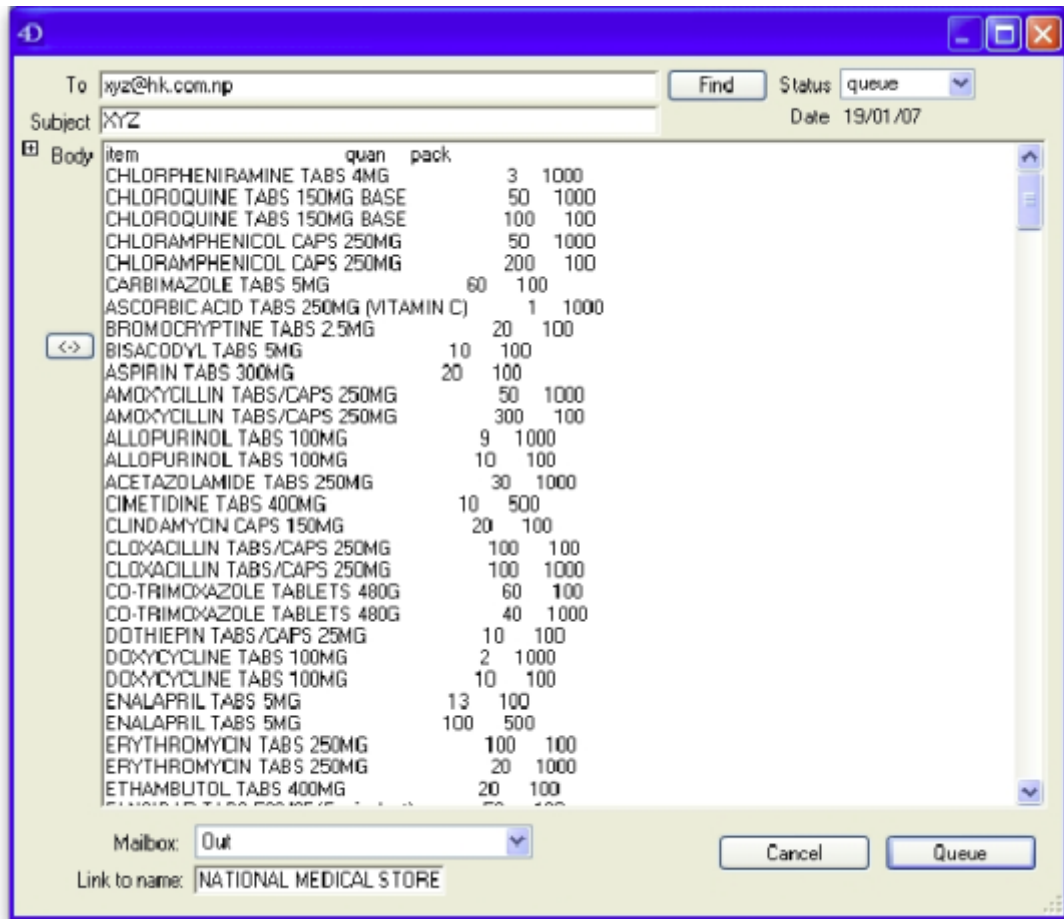 4D
To xyz@hk.com.np Find Status queue
Subject XYZ Date 19/01/07
Body item quan pack
CHLORPHENIRAMINE TABS 4MG 3 1000
CHLOROQUINE TABS 150MG BASE 50 1000
CHLOROQUINE TABS 150MG BASE 100 100
CHLORAMPHENICOL CAPS 250MG 50 1000
CHLORAMPHENICOL CAPS 250MG 200 100
CARBIMAZOLE TABS 5MG 60 100
ASCORBIC ACID TABS 250MG (VITAMIN C) 1 1000
BROMOCRYPTINE TABS 2.5MG 20 100
<-> BISACODYL TABS 5MG 10 100
ASPIRIN TABS 300MG 20 100
AMOXYCILLIN TABS/CAPS 250MG 50 1000
AMOXYCILLIN TABS/CAPS 250MG 300 100
ALLOPURINOL TABS 100MG 9 1000
ALLOPURINOL TABS 100MG 10 100
ACETAZOLAMIDE TABS 250MG 30 1000
CIMETIDINE TABS 400MG 10 500
CLINDAMYCIN CAPS 150MG 20 100
CLOXACILLIN TABS/CAPS 250MG 100 100
CLOXACILLIN TABS/CAPS 250MG 100 1000
CO-TRIMOXAZOLE TABLETS 480G 60 100
CO-TRIMOXAZOLE TABLETS 480G 40 1000
DOTHIEPIN TABS/CAPS 25MG 10 100
DOXYCYCLINE TABS 100MG 2 1000
DOXYCYCLINE TABS 100MG 10 100
ENALAPRIL TABS 5MG 13 100
ENALAPRIL TABS 5MG 100 500
ERYTHROMYCIN TABS 250MG 100 100
ERYTHROMYCIN TABS 250MG 20 1000
ETHAMBUTOL TABS 400MG 20 100
Mailbox: Out Cancel Queue
Link to name: NATIONAL MEDICAL STORE